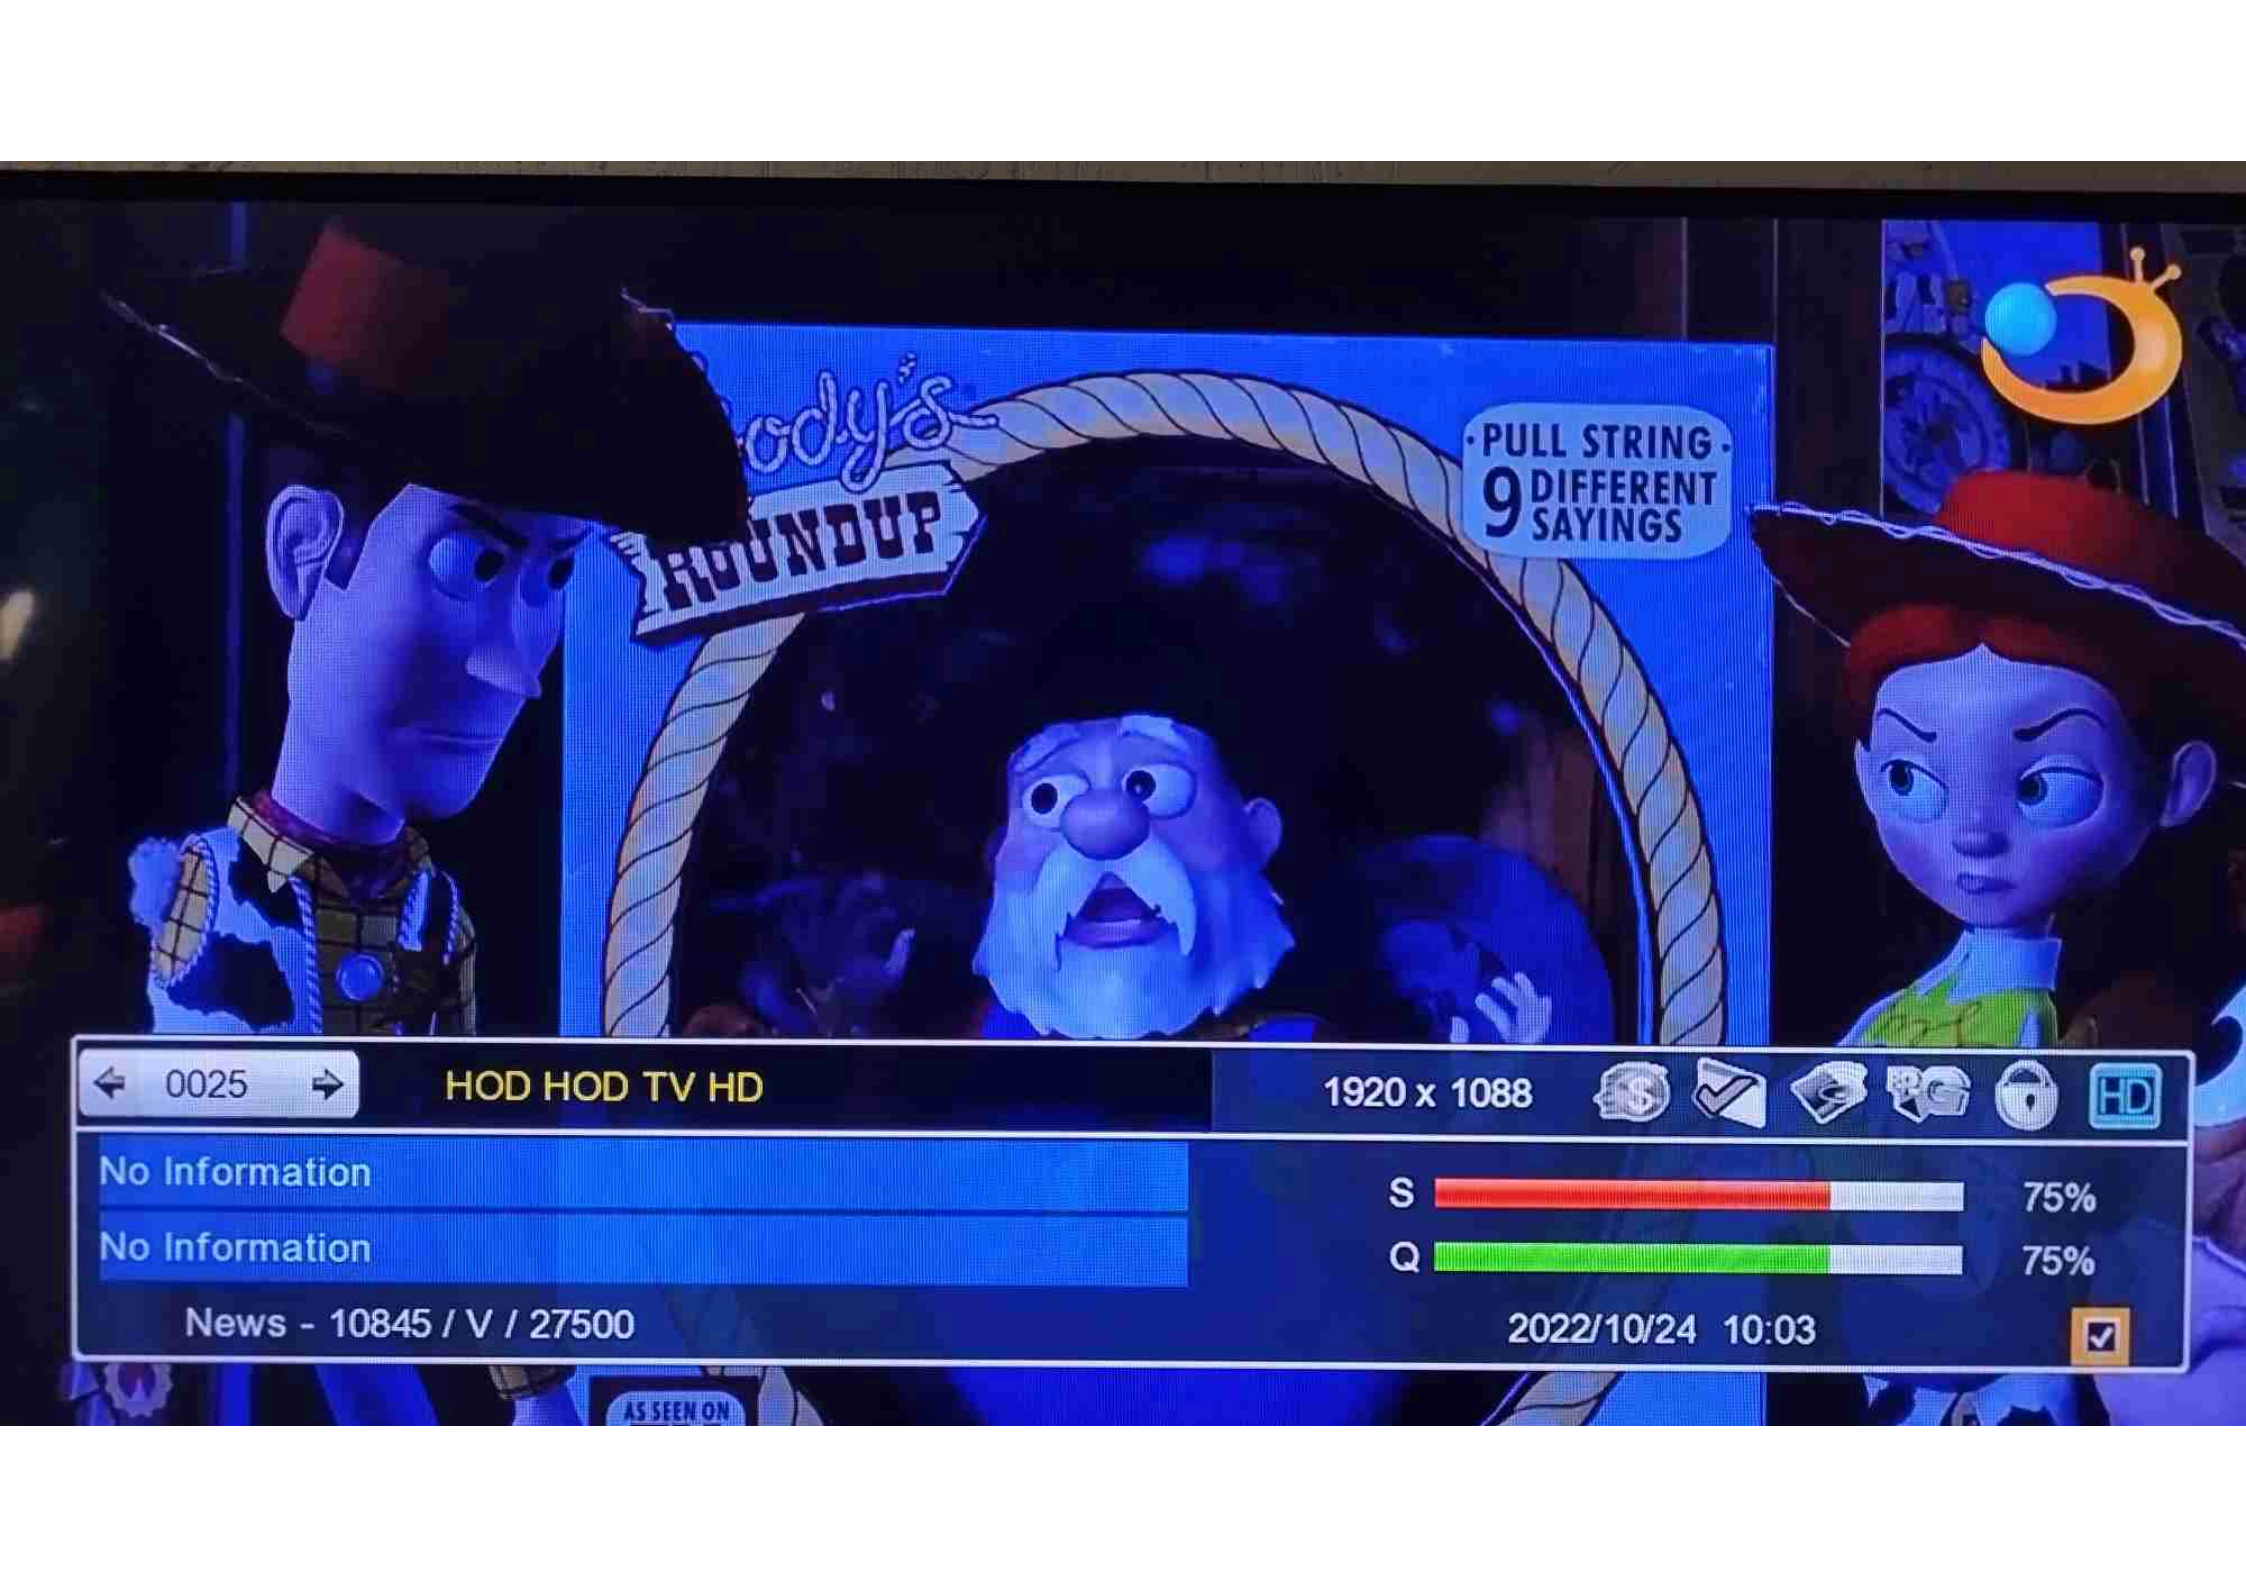 ody's
ROUNDUP
· PULL STRING ·
9 DIFFERENT
SAYINGS
0025
HOD HOD TV HD
1920 x 1088
HD
No Information
No Information
S 75%
Q 75%
News - 10845 / V / 27500
2022/10/24 10:03
AS SEEN ON